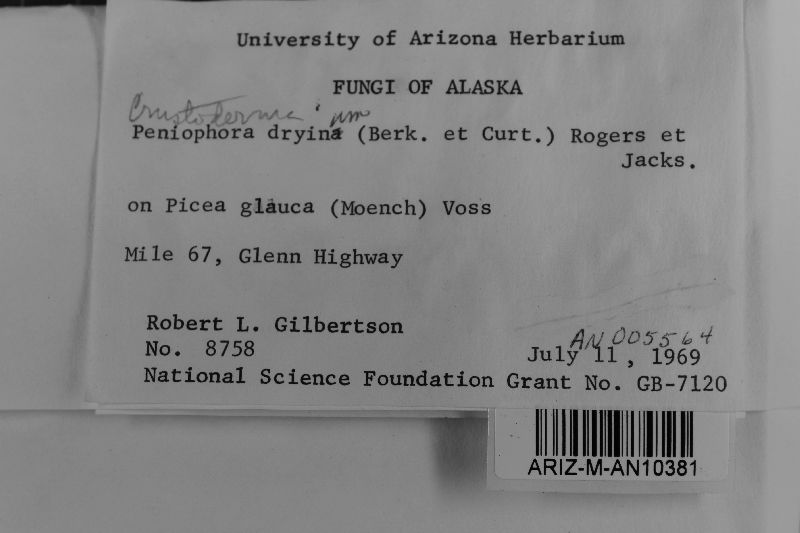 University of Arizona Herbarium
FUNGI OF ALASKA
Crustoderma um
Peniophora dryina (Berk. et Curt.) Rogers et
Jacks.
on Picea glauca (Moench) Voss
Mile 67, Glenn Highway
Robert L. Gilbertson
AN 005564
No. 8758
July 11, 1969
National Science Foundation Grant No. GB-7120
ARIZ-M-AN10381